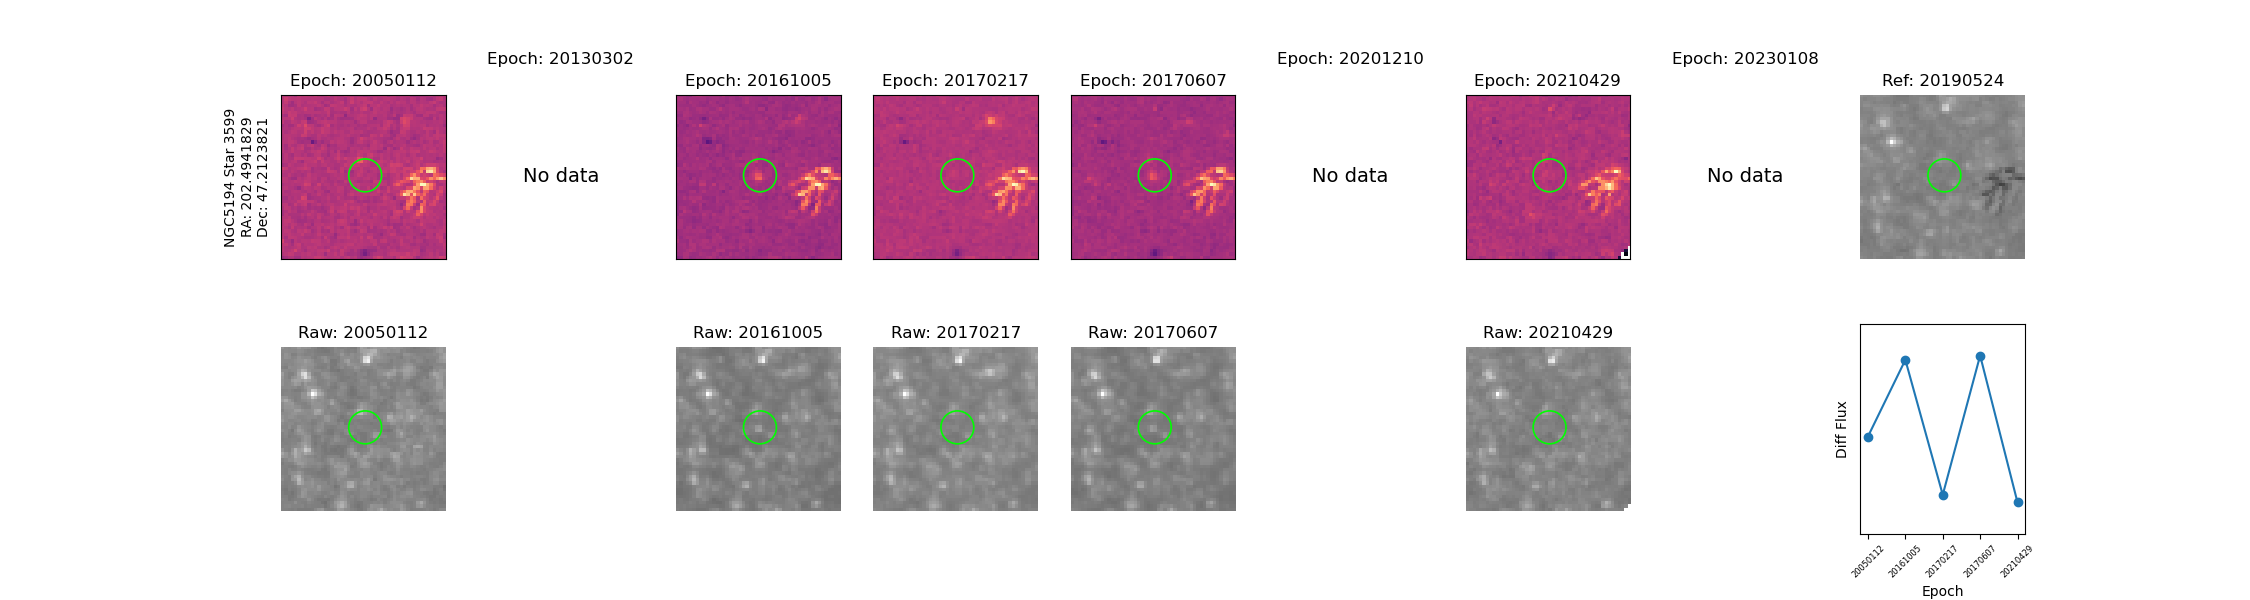 Epoch: 20130302
Epoch: 20201210
Epoch: 20230108
Epoch: 20050112
Epoch: 20161005
Epoch: 20170217
Epoch: 20170607
Epoch: 20210429
Ref: 20190524
NGC5194 Star 3599
RA: 202.4941829
Dec: 47.22123821
No data
No data
No data
Raw: 20050112
Raw: 20161005
Raw: 20170217
Raw: 20170607
Raw: 20210429
Diff Flux
20050112
20161005
20170217
20170607
20210429
Epoch